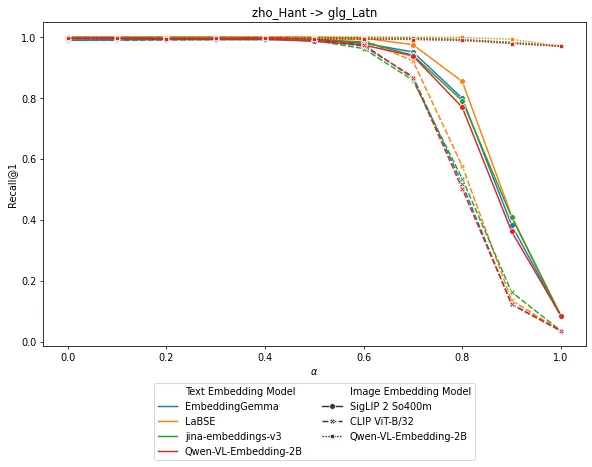 zho_Hant -> glg_Latn
Recall@1
1.0
0.8
0.6
0.4
0.2
0.0
0.0 0.2 0.4 0.6 0.8 1.0
α
Text Embedding Model
EmbeddingGemma
LaBSE
jina-embeddings-v3
Qwen-VL-Embedding-2B
Image Embedding Model
SigLIP 2 So400m
CLIP ViT-B/32
Qwen-VL-Embedding-2B